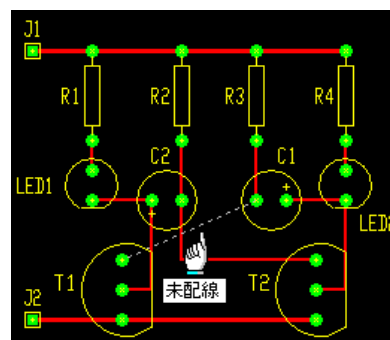 J1
R1 R2 R3 R4
C2 C1
LED1
+ +
LED2
T1 T2
未配線
J2